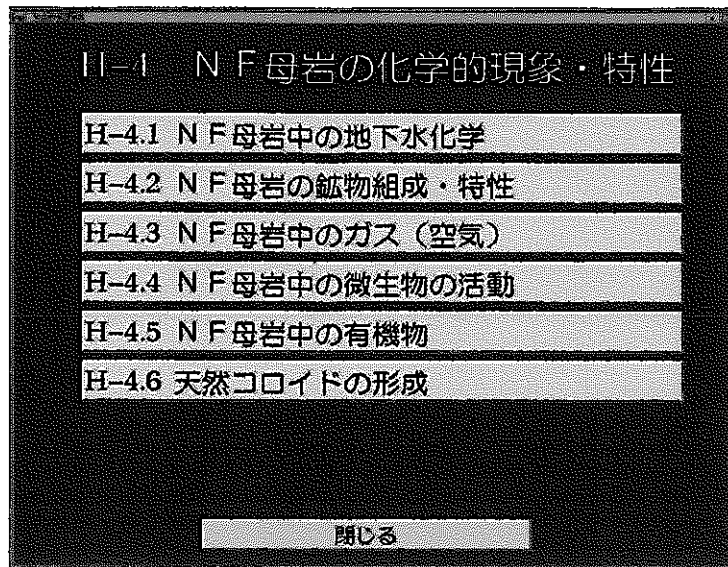 H-4 NF母岩の化学的現象・特性
H-4.1 NF母岩中の地下水化学
H-4.2 NF母岩の鉱物組成・特性
H-4.3 NF母岩中のガス（空気）
H-4.4 NF母岩中の微生物の活動
H-4.5 NF母岩中の有機物
H-4.6 天然コロイドの形成
閉じる